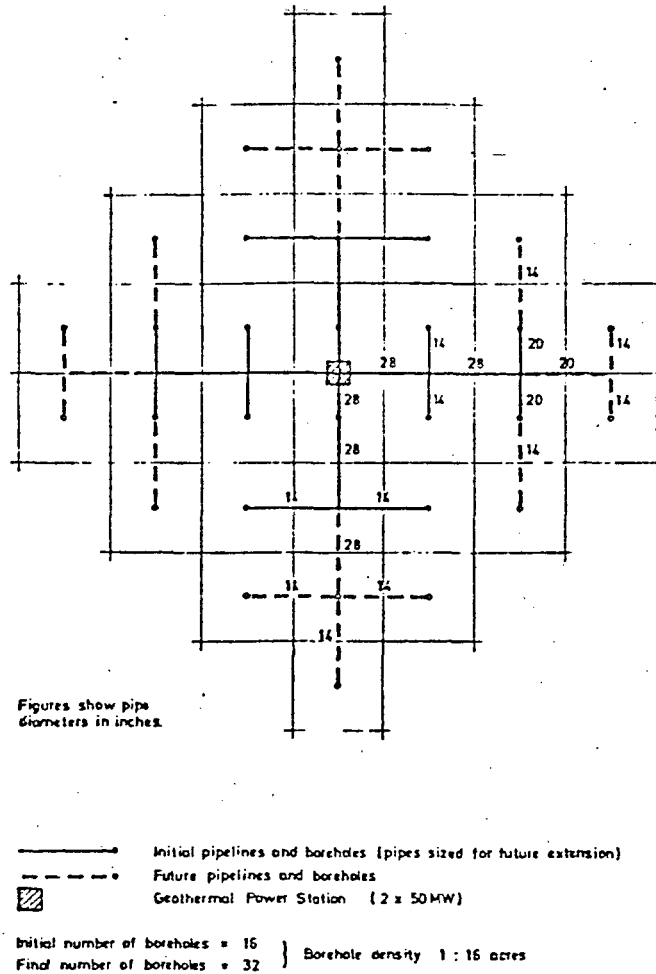 14
14
20
14
28
28
20
14
20
14
28
28
14
14
14
28
14
14
14
Figures show pipe
diameters in inches.
Initial pipelines and boreholes (pipes sized for future extension)
Future pipelines and boreholes
Geothermal Power Station (2 x 50MW)
Initial number of boreholes = 16
Final number of boreholes = 32
} Borehole density 1 : 16 acres